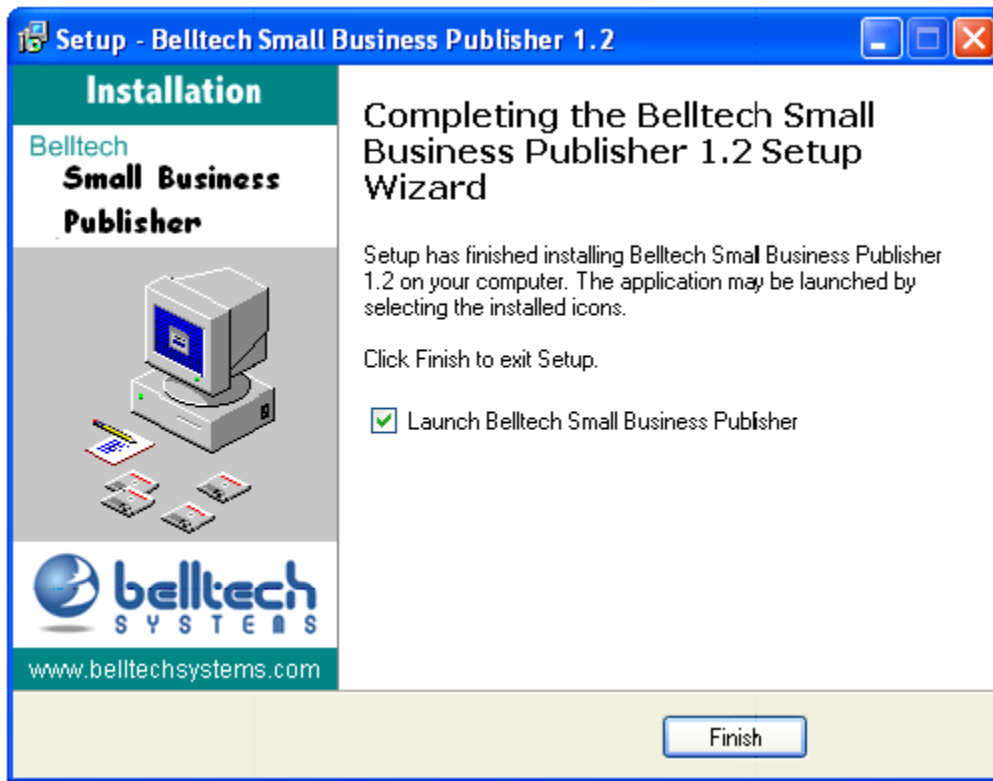 Setup - Belltech Small Business Publisher 1.2
Installation
Belltech
Small Business
Publisher
belltech
SYSTEMS
www.belltechsystems.com
Completing the Belltech Small
Business Publisher 1.2 Setup
Wizard
Setup has finished installing Belltech Small Business Publisher
1.2 on your computer. The application may be launched by
selecting the installed icons.
Click Finish to exit Setup.
Launch Belltech Small Business Publisher
Finish